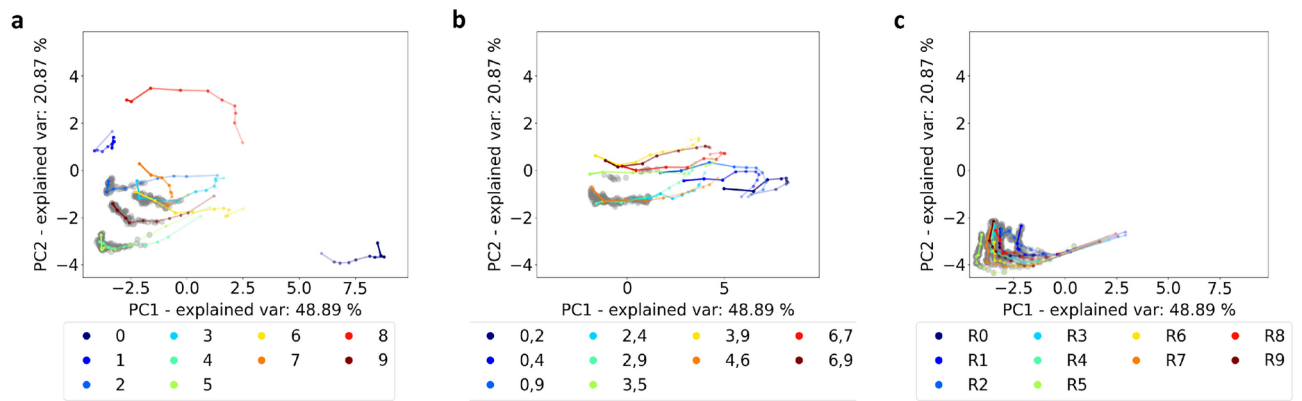 a
PC2 - explained var: 20.87 %
4
2
0
−2
−4
−2.5 0.0 2.5 5.0 7.5
PC1 - explained var: 48.89 %
0 3 6 8
1 4 7 9
2 5
b
PC2 - explained var: 20.87 %
4
2
0
−2
−4
0 5
PC1 - explained var: 48.89 %
0,2 2,4 3,9 6,7
0,4 2,9 4,6 6,9
0,9 3,5
c
PC2 - explained var: 20.87 %
4
2
0
−2
−4
−2.5 0.0 2.5 5.0 7.5
PC1 - explained var: 48.89 %
R0 R3 R6 R8
R1 R4 R7 R9
R2 R5